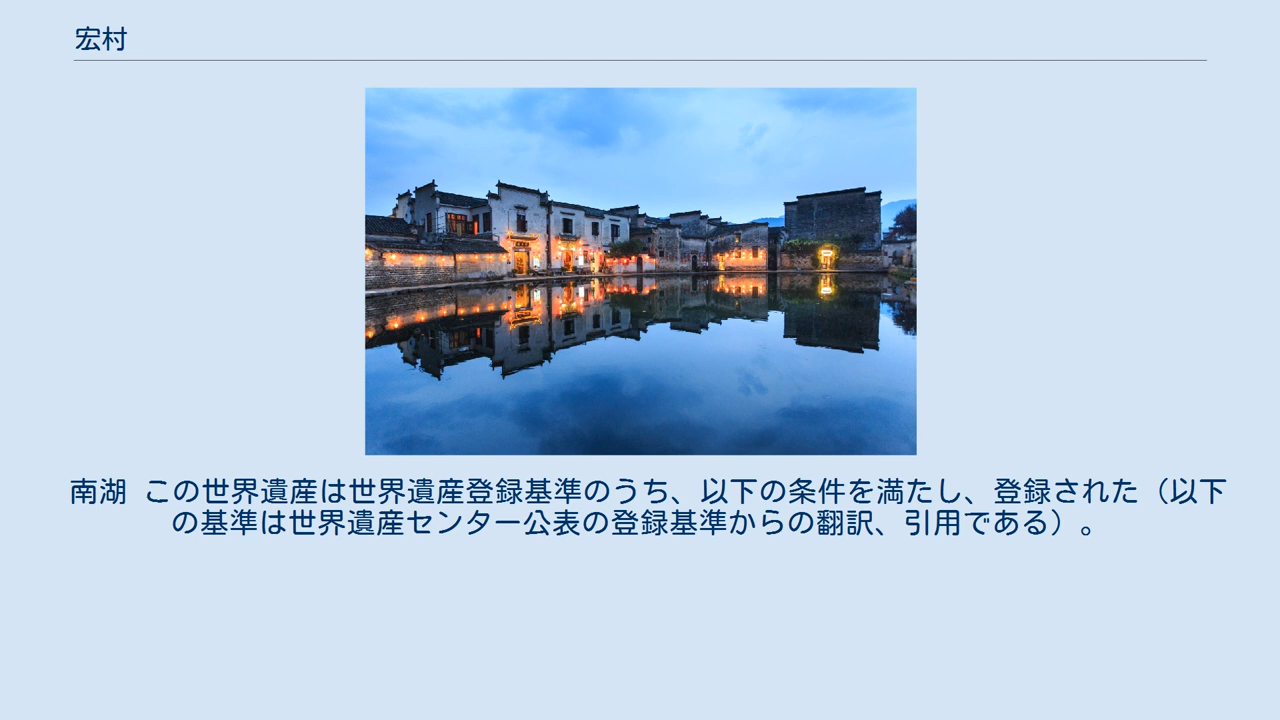 宏村
南湖 この世界遺産は世界遺産登録基準のうち、以下の条件を満たし、登録された（以下
の基準は世界遺産センター公表の登録基準からの翻訳、引用である）。